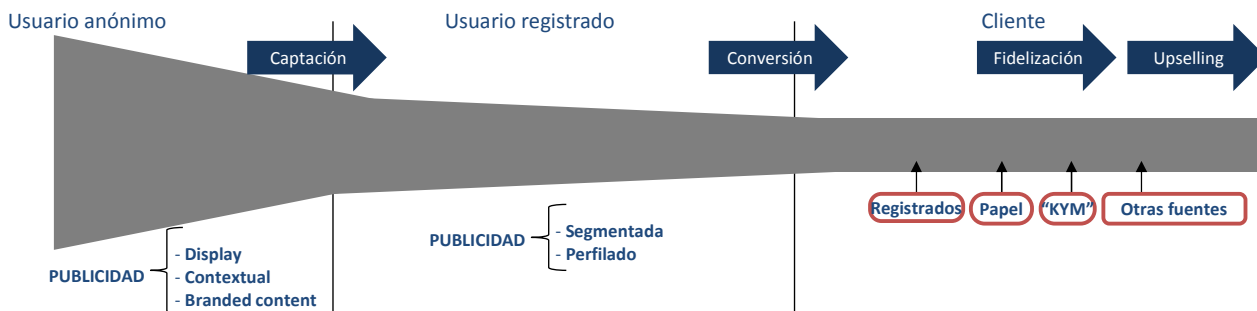 Usuario anónimo
Usuario registrado
Cliente
Captación
Conversión
Fidelización
Upselling
Registrados
Papel
“KYM”
Otras fuentes
PUBLICIDAD
- Display
- Contextual
- Branded content
PUBLICIDAD
- Segmentada
- Perfilado